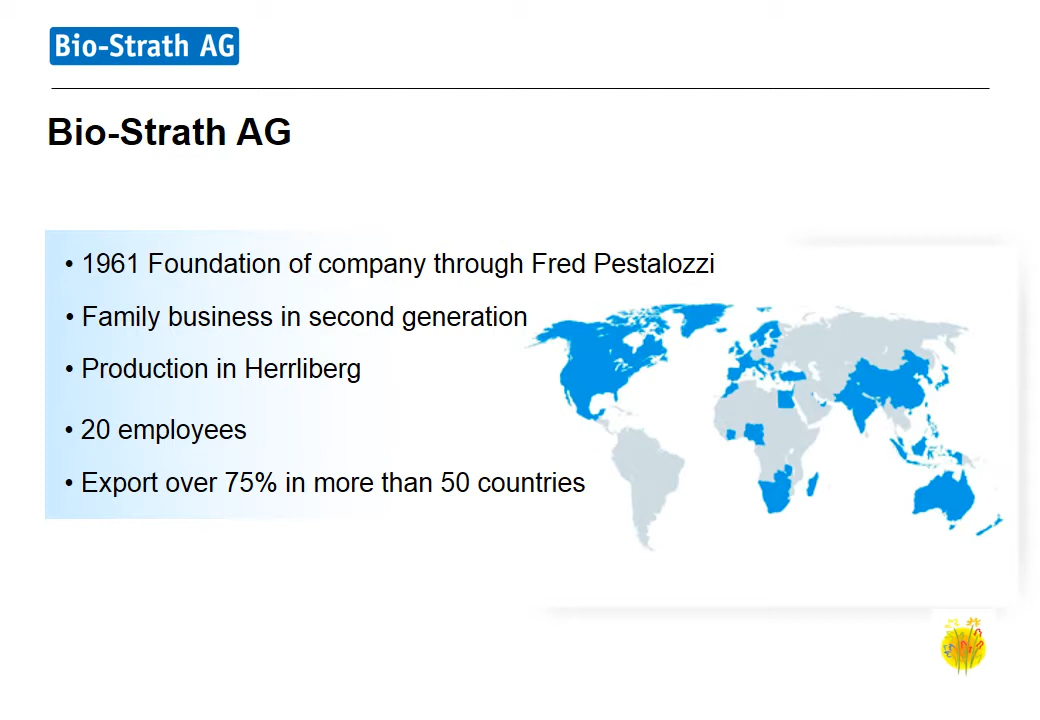 Bio-Strath AG
Bio-Strath AG
• 1961 Foundation of company through Fred Pestalozzi
• Family business in second generation
• Production in Herrliberg
• 20 employees
• Export over 75% in more than 50 countries